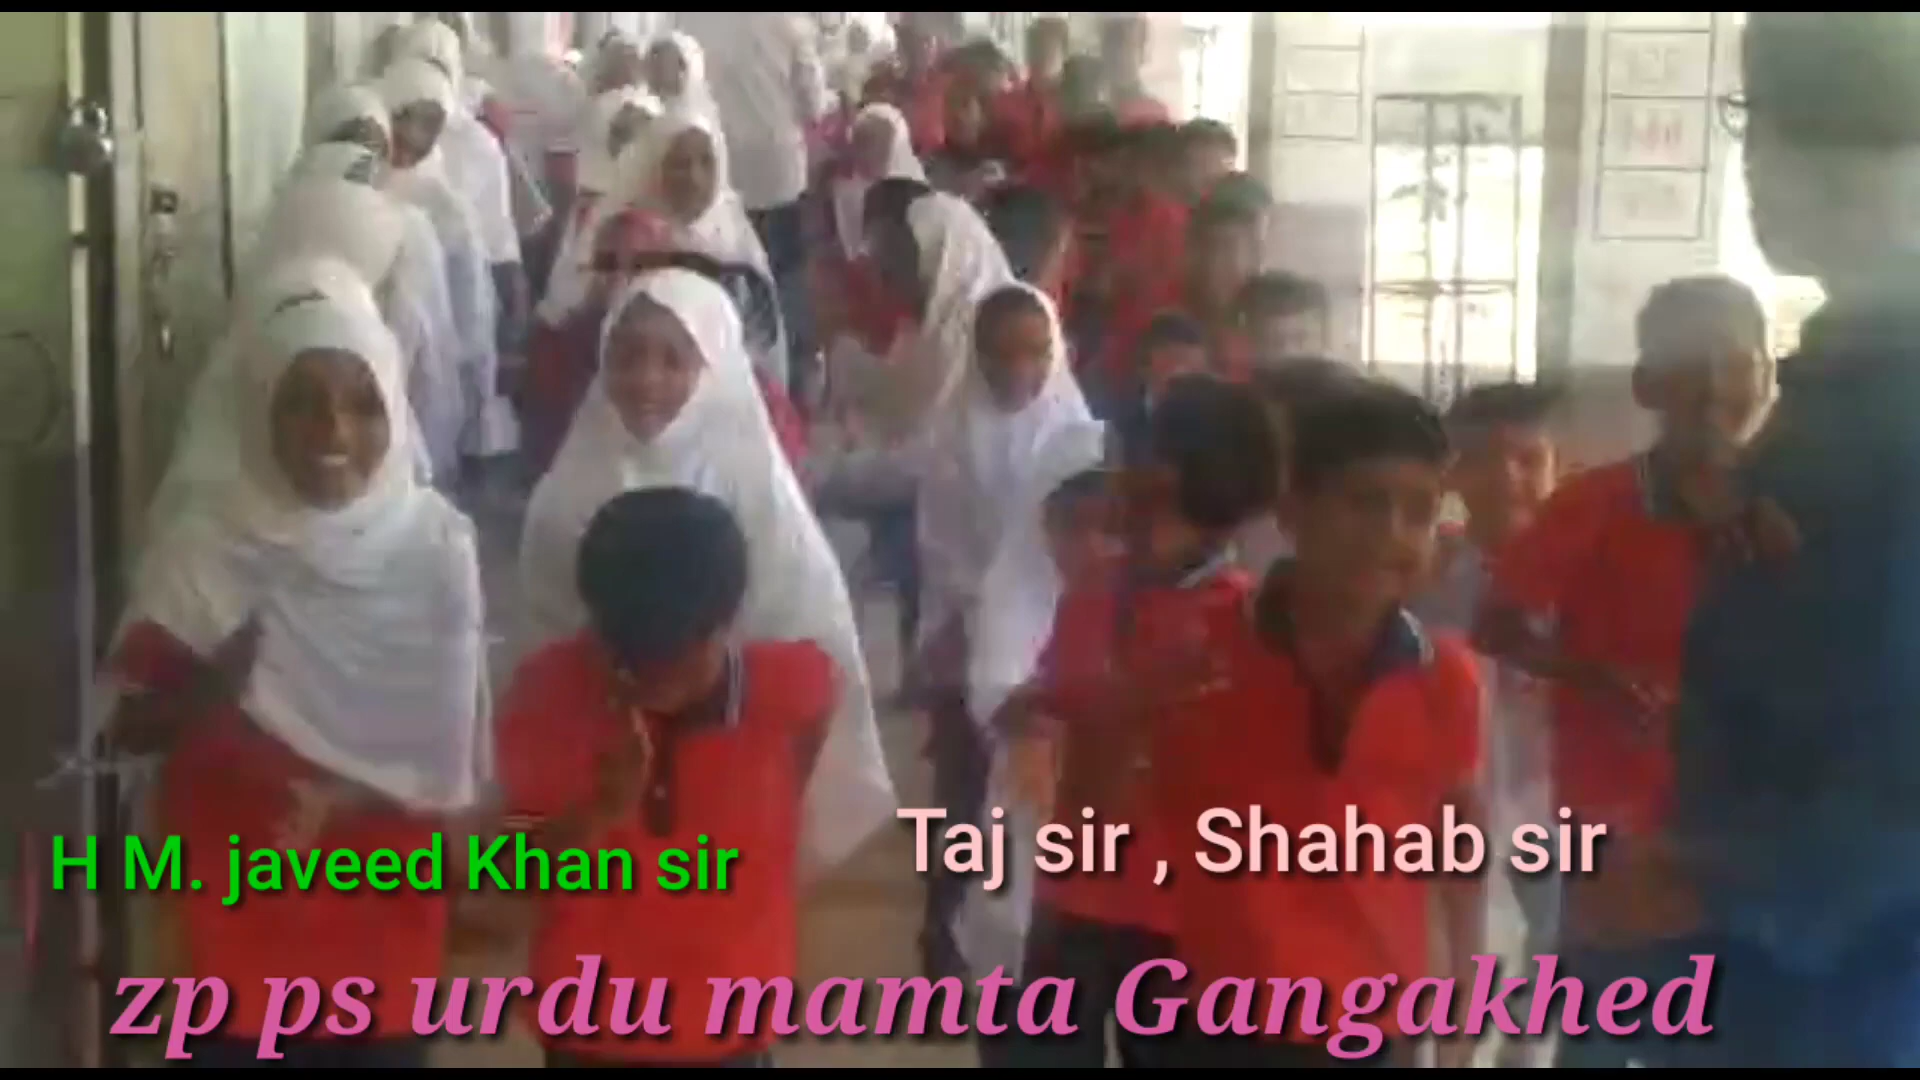 H M. javeed Khan sir
Taj sir , Shahab sir
zp ps urdu mamta Gangakhed